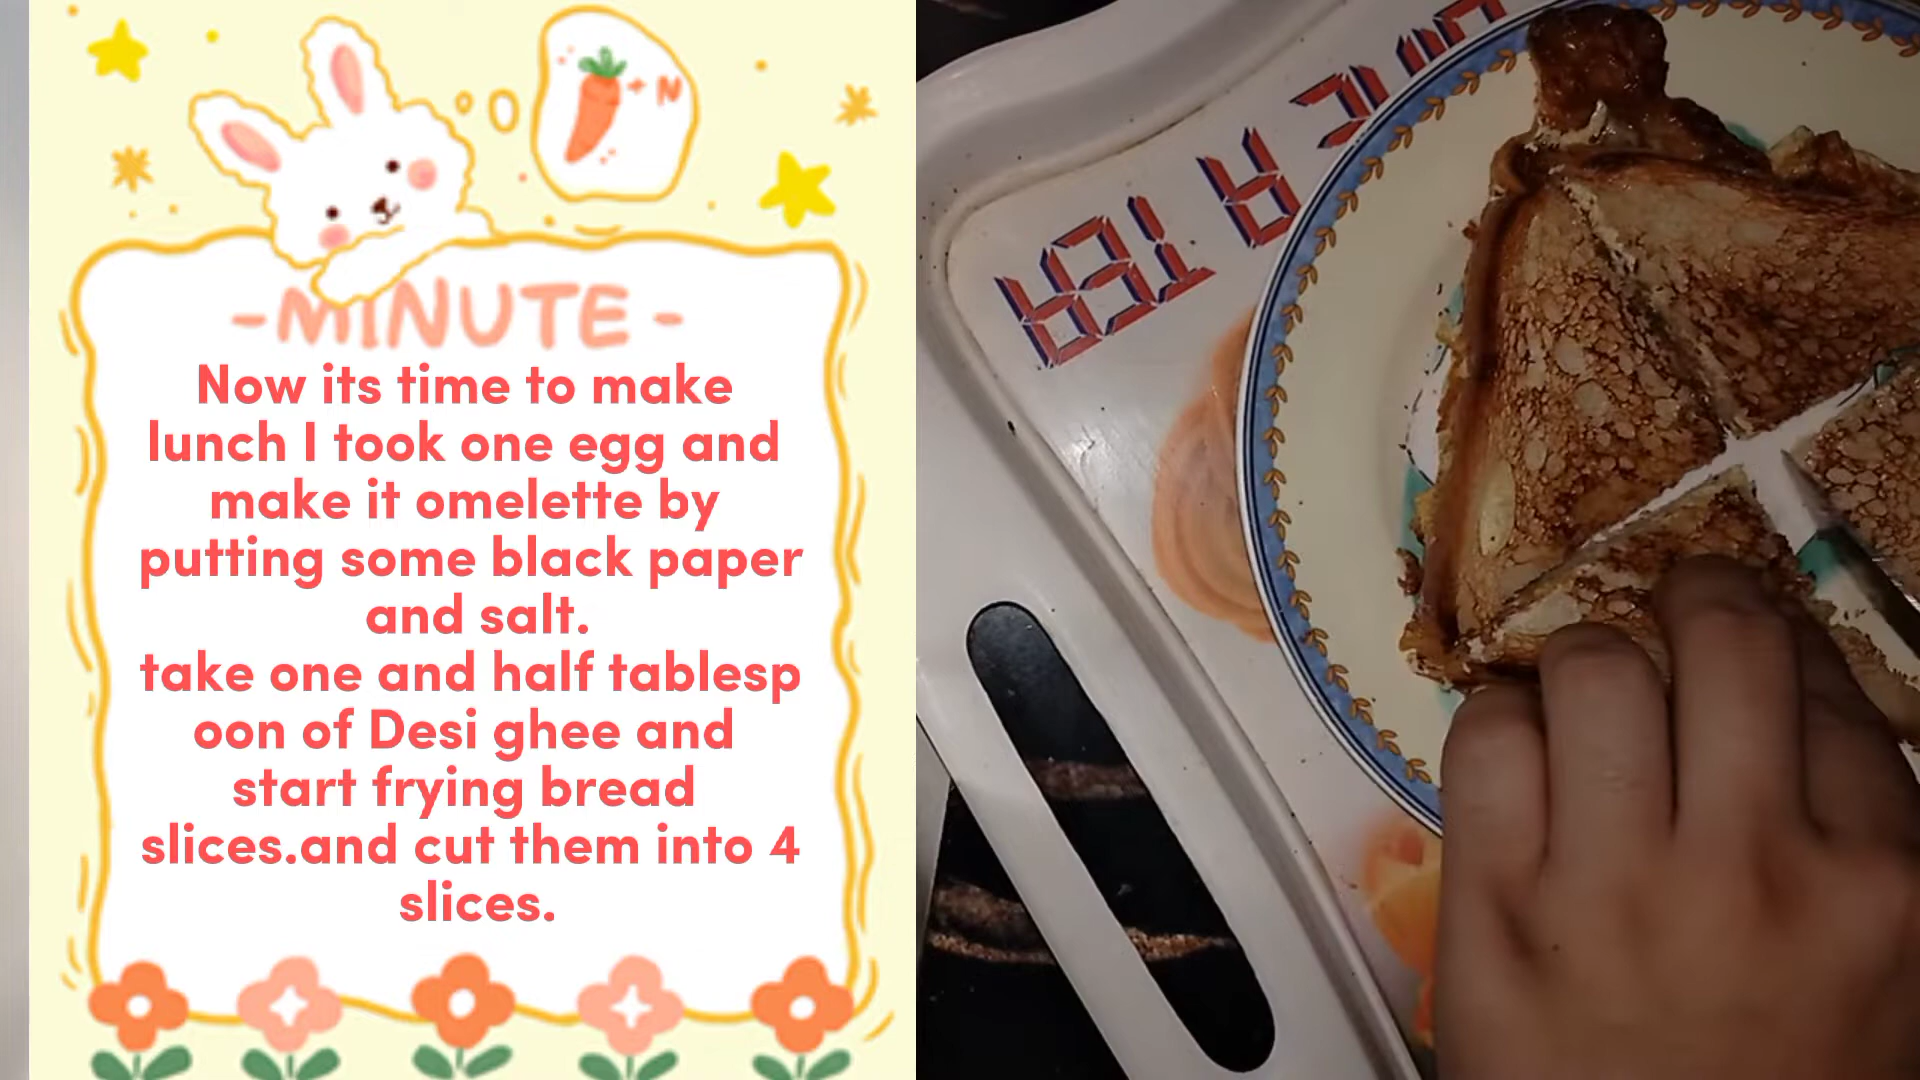 + N
-MINUTE-
Now its time to make
lunch I took one egg and
make it omelette by
putting some black paper
and salt.
take one and half tablesp
oon of Desi ghee and
start frying bread
slices.and cut them into 4
slices.